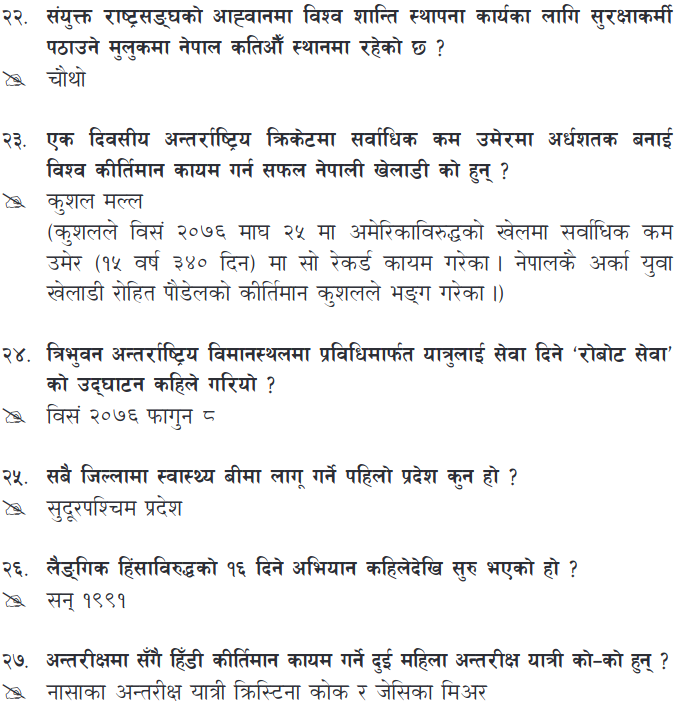 २२. संयुक्त राष्ट्रसङ्घको आह्वानमा विश्व शान्ति स्थापना कार्यका लागि सुरक्षाकर्मी
पठाउने मुलुकमा नेपाल कतिऔँ स्थानमा रहेको छ ?
चौथो
२३. एक दिवसीय अन्तर्राष्ट्रिय क्रिकेटमा सर्वाधिक कम उमेरमा अर्धशतक बनाई
विश्व कीर्तिमान कायम गर्न सफल नेपाली खेलाडी को हुन् ?
कुशल मल्ल
(कुशलले विसं २०७६ माघ २५ मा अमेरिकाविरुद्धको खेलमा सर्वाधिक कम
उमेर (१५ वर्ष ३४० दिन) मा सो रेकर्ड कायम गरेका । नेपालकै अर्का युवा
खेलाडी रोहित पौडेलको कीर्तिमान कुशलले भङ्ग गरेका ।)
२४. त्रिभुवन अन्तर्राष्ट्रिय विमानस्थलमा प्रविधिमार्फत यात्रुलाई सेवा दिने ‘रोबोट सेवा’
को उद्घाटन कहिले गरियो ?
विसं २०७६ फागुन ८
२५. सबै जिल्लामा स्वास्थ्य बीमा लागू गर्ने पहिलो प्रदेश कुन हो ?
सुदूरपश्चिम प्रदेश
२६. लैङ्गिक हिंसाविरुद्धको १६ दिने अभियान कहिलेदेखि सुरु भएको हो ?
सन् १९९१
२७. अन्तरीक्षमा सँगै हिँडी कीर्तिमान कायम गर्ने दुई महिला अन्तरीक्ष यात्री को-को हुन् ?
नासाका अन्तरीक्ष यात्री क्रिस्टिना कोक र जेसिका मिअर